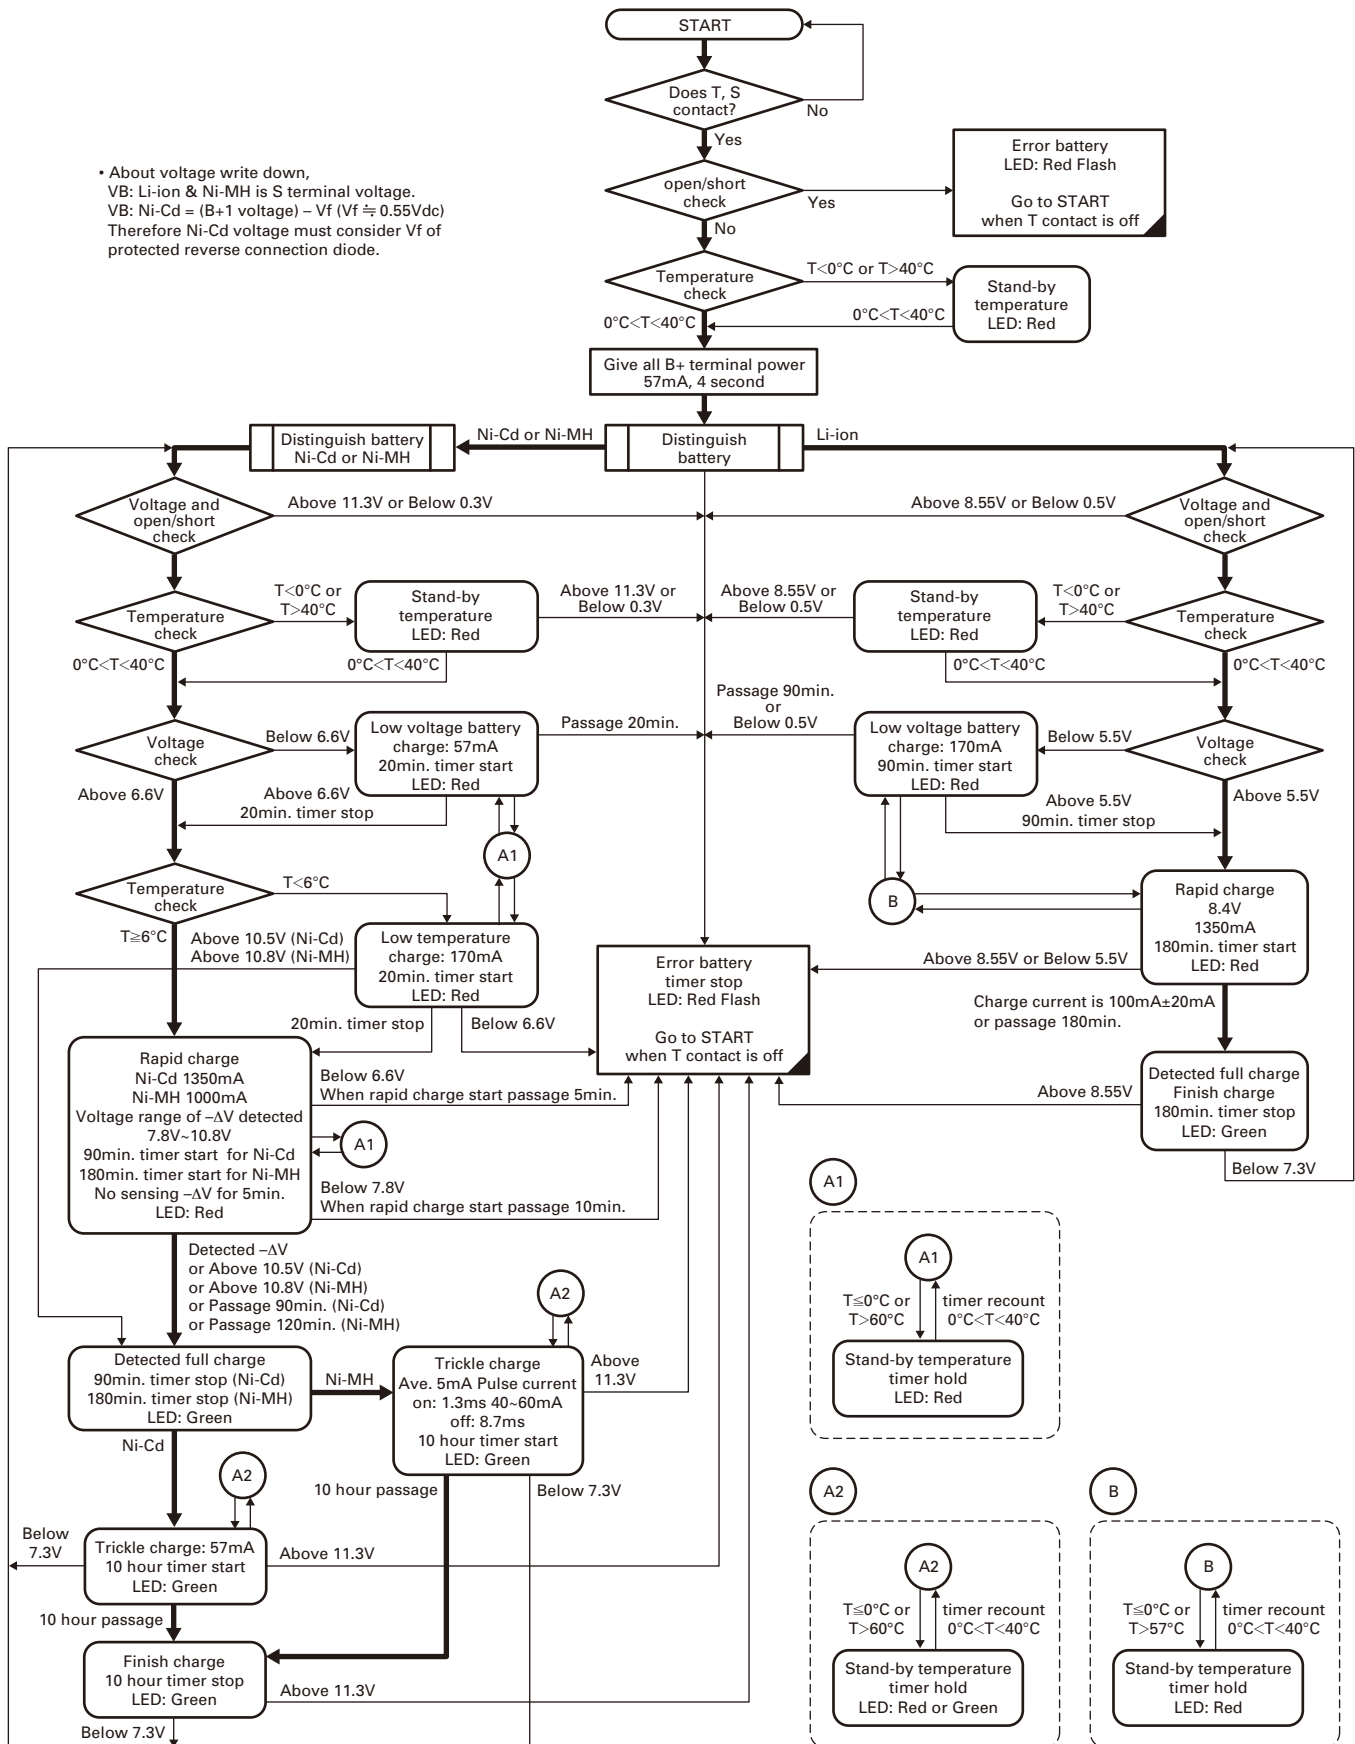 START
Does T, S
contact?
No
Yes
Error battery
LED: Red Flash
Go to START
when T contact is off
• About voltage write down,
VB: Li-ion & Ni-MH is S terminal voltage.
VB: Ni-Cd = (B+1 voltage) – Vf (Vf ≒ 0.55Vdc)
Therefore Ni-Cd voltage must consider Vf of
protected reverse connection diode.
open/short
check
Yes
No
Temperature
check
T<0°C or T>40°C
Stand-by
temperature
LED: Red
0°C<T<40°C
0°C<T<40°C
Give all B+ terminal power
57mA, 4 second
Distinguish battery
Ni-Cd or Ni-MH
Ni-Cd or Ni-MH
Distinguish
battery
Li-ion
Voltage and
open/short
check
Above 11.3V or Below 0.3V
Above 8.55V or Below 0.5V
Voltage and
open/short
check
Temperature
check
T<0°C or
T>40°C
Stand-by
temperature
LED: Red
Above 11.3V or
Below 0.3V
Above 8.55V or
Below 0.5V
Stand-by
temperature
LED: Red
T<0°C or
T>40°C
Temperature
check
0°C<T<40°C
0°C<T<40°C
0°C<T<40°C
0°C<T<40°C
Voltage
check
Below 6.6V
Low voltage battery
charge: 57mA
20min. timer start
LED: Red
Passage 20min.
Passage 90min.
or
Below 0.5V
Low voltage battery
charge: 170mA
90min. timer start
LED: Red
Below 5.5V
Voltage
check
Above 6.6V
Above 6.6V
20min. timer stop
Above 5.5V
90min. timer stop
Above 5.5V
A1
B
Temperature
check
T<6°C
T≧6°C
Above 10.5V (Ni-Cd)
Above 10.8V (Ni-MH)
Low temperature
charge: 170mA
20min. timer start
LED: Red
Error battery
timer stop
LED: Red Flash
Go to START
when T contact is off
Above 8.55V or Below 5.5V
Rapid charge
8.4V
1350mA
180min. timer start
LED: Red
Charge current is 100mA±20mA
or passage 180min.
20min. timer stop
Below 6.6V
Rapid charge
Ni-Cd 1350mA
Ni-MH 1000mA
Voltage range of –ΔV detected
7.8V~10.8V
90min. timer start for Ni-Cd
180min. timer start for Ni-MH
No sensing –ΔV for 5min.
LED: Red
Below 6.6V
When rapid charge start passage 5min.
A1
Below 7.8V
When rapid charge start passage 10min.
Above 8.55V
Detected full charge
Finish charge
180min. timer stop
LED: Green
Below 7.3V
Detected –ΔV
or Above 10.5V (Ni-Cd)
or Above 10.8V (Ni-MH)
or Passage 90min. (Ni-Cd)
or Passage 120min. (Ni-MH)
A2
Detected full charge
90min. timer stop (Ni-Cd)
180min. timer stop (Ni-MH)
LED: Green
Ni-MH
Trickle charge
Ave. 5mA Pulse current
on: 1.3ms 40~60mA
off: 8.7ms
10 hour timer start
LED: Green
Above
11.3V
Ni-Cd
A2
10 hour passage
Below 7.3V
Below
7.3V
Trickle charge: 57mA
10 hour timer start
LED: Green
Above 11.3V
10 hour passage
Finish charge
10 hour timer stop
LED: Green
Above 11.3V
Below 7.3V
A1
A1
T≦0°C or
T>60°C
timer recount
0°C<T<40°C
Stand-by temperature
timer hold
LED: Red
A2
A2
T≦0°C or
T>60°C
timer recount
0°C<T<40°C
Stand-by temperature
timer hold
LED: Red or Green
B
B
T≦0°C or
T>57°C
timer recount
0°C<T<40°C
Stand-by temperature
timer hold
LED: Red